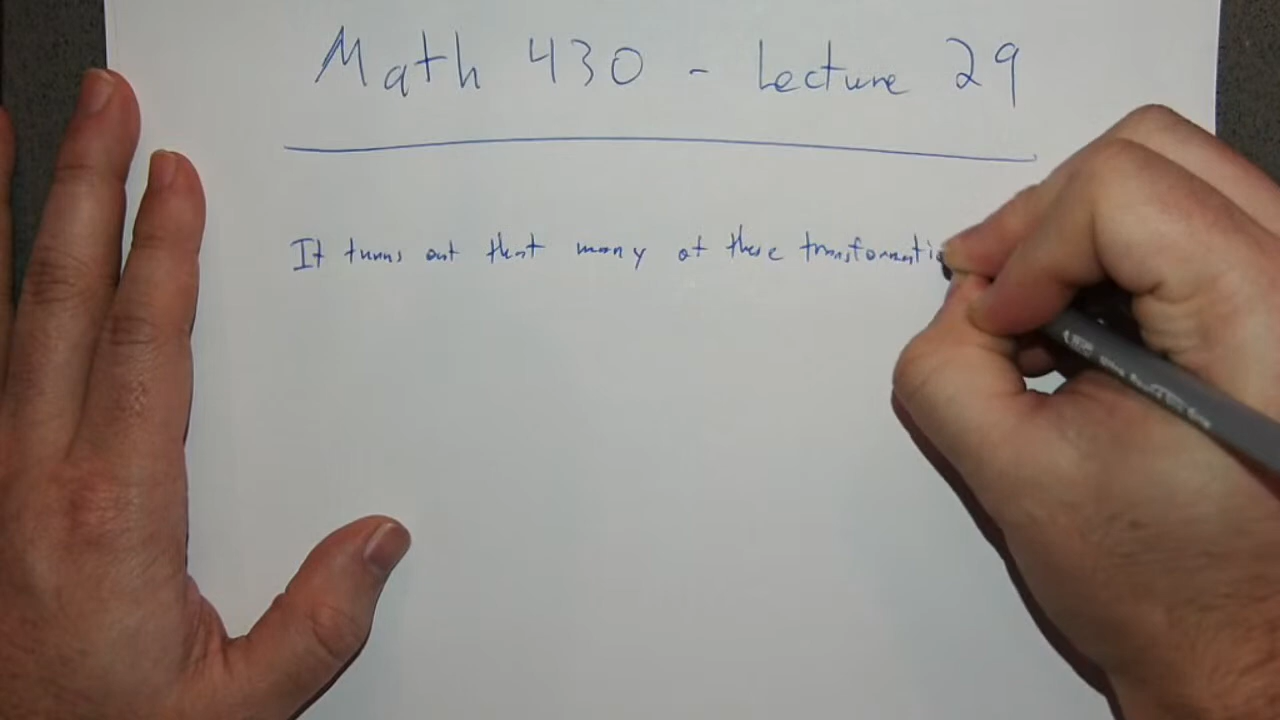 Math 430 - Lecture 29
It turns out that many of these transformatio